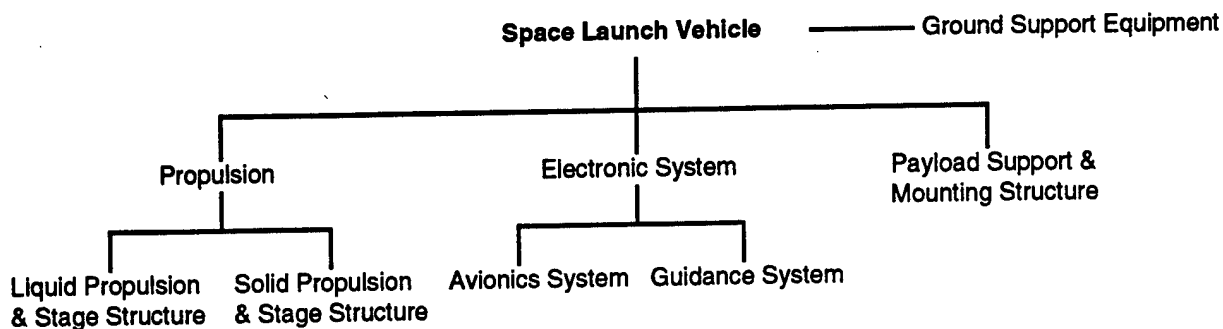 Space Launch Vehicle
Ground Support Equipment
Propulsion
Electronic System
Payload Support &
Mounting Structure
Liquid Propulsion
& Stage Structure
Solid Propulsion
& Stage Structure
Avionics System
Guidance System